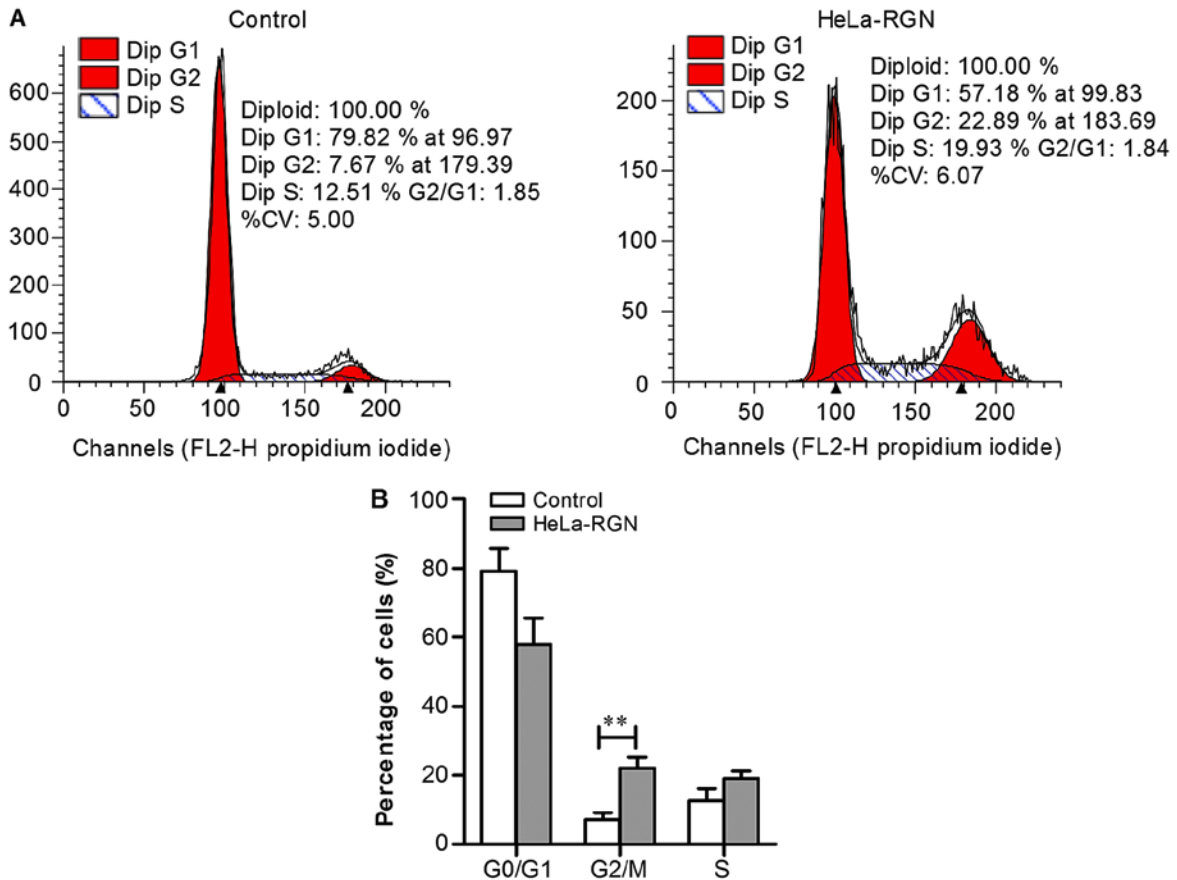 A
Control
Dip G1
Dip G2
Dip S
Diploid: 100.00 %
Dip G1: 79.82 % at 96.97
Dip G2: 7.67 % at 179.39
Dip S: 12.51 % G2/G1: 1.85
%CV: 5.00
600
500
400
300
200
100
0
0 50 100 150 200
Channels (FL2-H propidium iodide)
HeLa-RGN
Dip G1
Dip G2
Dip S
Diploid: 100.00 %
Dip G1: 57.18 % at 99.83
Dip G2: 22.89 % at 183.69
Dip S: 19.93 % G2/G1: 1.84
%CV: 6.07
200
150
100
50
0
0 50 100 150 200
Channels (FL2-H propidium iodide)
B
Control
HeLa-RGN
Percentage of cells (%)
100
80
60
40
20
0
**
G0/G1 G2/M S